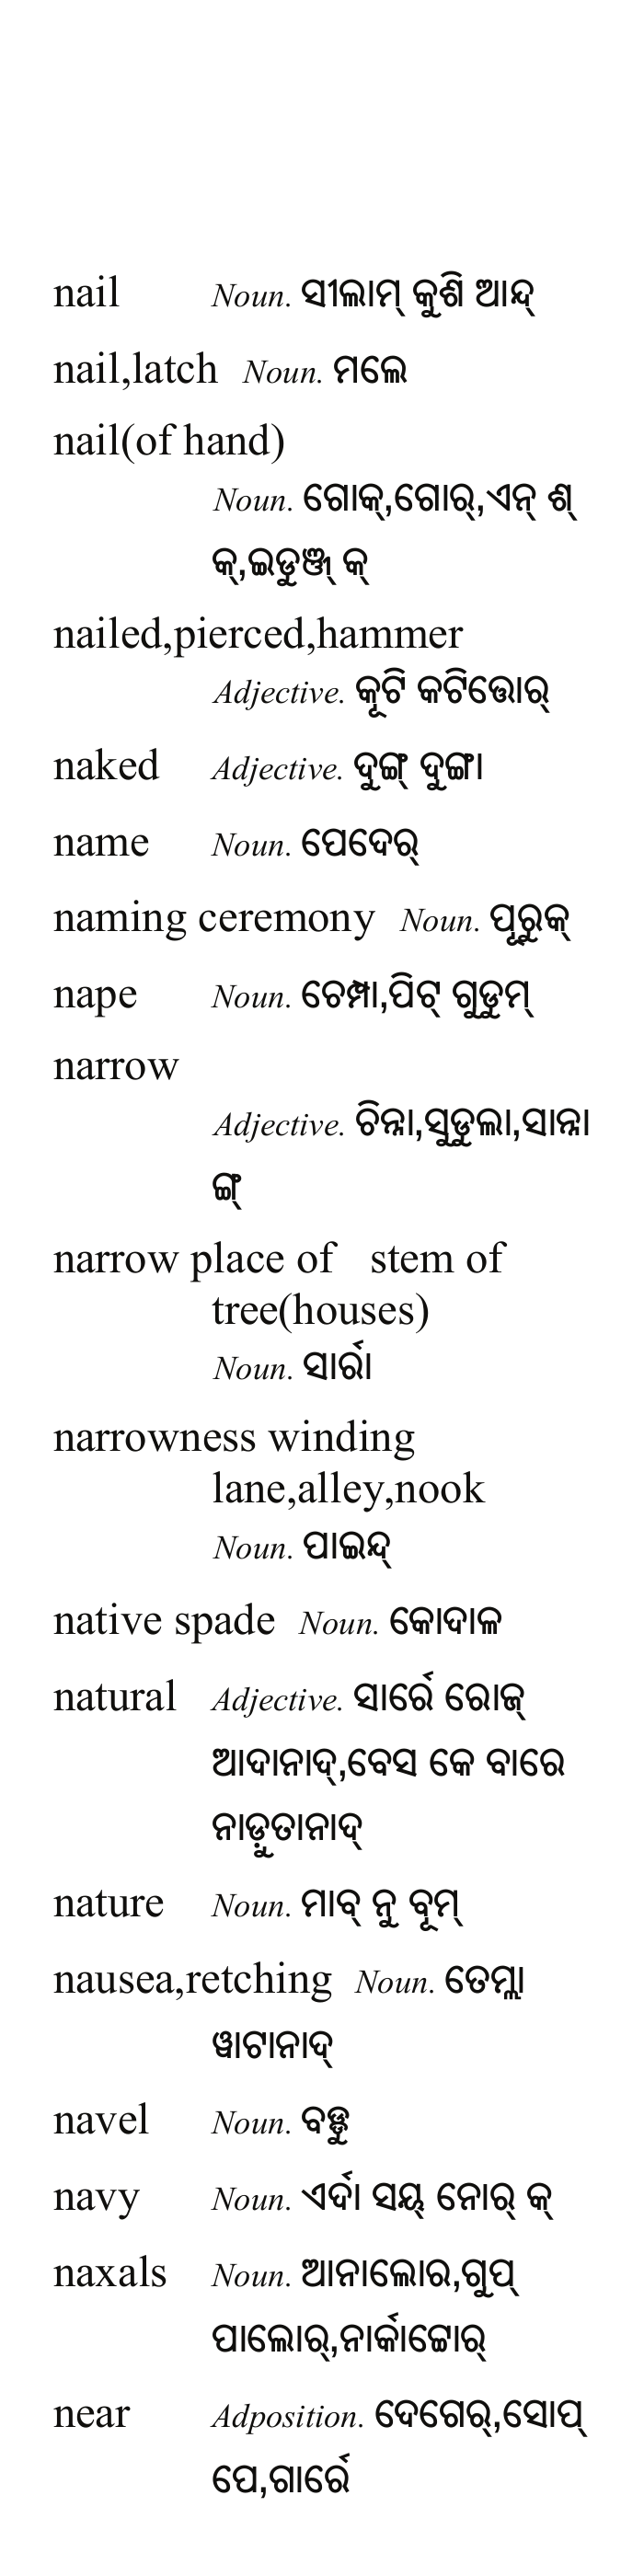 nail Noun. ସୀଲାମ୍ କୁଶି ଆନ୍ଦ୍
nail,latch Noun. ମଲେ
nail(of hand)
Noun. ଗୋକ୍,ଗୋର୍,ଏନ୍ ଶ୍
କ୍,ଇଡୁଞ୍ଜ୍ କ୍
nailed,pierced,hammer
Adjective. କୂଟି କଟିତ୍ତୋର୍
naked Adjective. ଦୁଙ୍ଗ୍ ଦୁଙ୍ଗା
name Noun. ପେଦେର୍
naming ceremony Noun. ପୂରୁକ୍
nape Noun. ଚେମ୍ପା,ପିଟ୍ ଗୁଡୁମ୍
narrow
Adjective. ଚିନ୍ନା,ସୁଡୁଲା,ସାନ୍ନା
ଙ୍ଗ୍
narrow place of stem of
tree(houses)
Noun. ସାର୍ରା
narrowness winding
lane,alley,nook
Noun. ପାଇନ୍ଦ୍
native spade Noun. କୋଦାଳ
natural Adjective. ସାର୍ରେ ରୋଜ୍
ଆଦାନାଦ୍,ବେସ କେ ବାରେ
ନାଡୁତାନାଦ୍
nature Noun. ମାବ୍ ନୁ ବୂମ୍
nausea,retching Noun. ତେମ୍ଲା
ୱାଟାନାଦ୍
navel Noun. ବଡ୍ଡୁ
navy Noun. ଏର୍ଦା ସୟ୍ ନୋର୍ କ୍
naxals Noun. ଆନାଲୋର,ଗୁପ୍
ପାଲୋର୍,ନାର୍କାଟ୍ଟୋର୍
near Adposition. ଦେଗେର୍,ସୋପ୍
ପେ,ଗାର୍ରେ